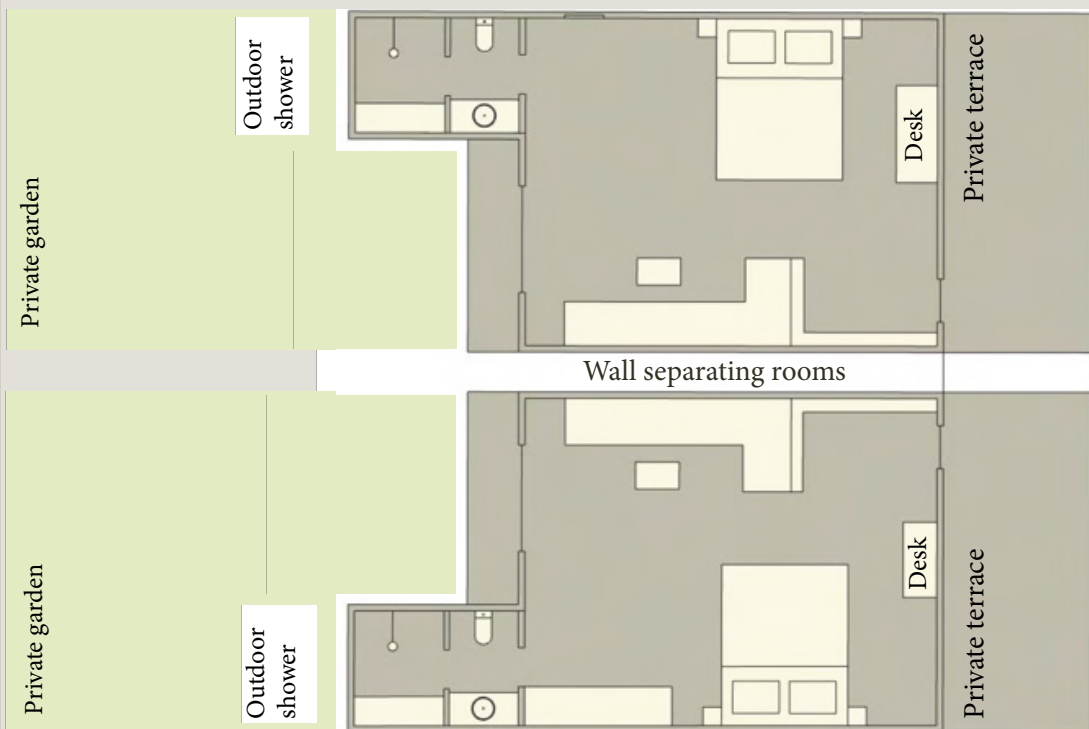 Private garden
Outdoor
shower
Desk
Private terrace
Wall separating rooms
Private garden
Outdoor
shower
Desk
Private terrace